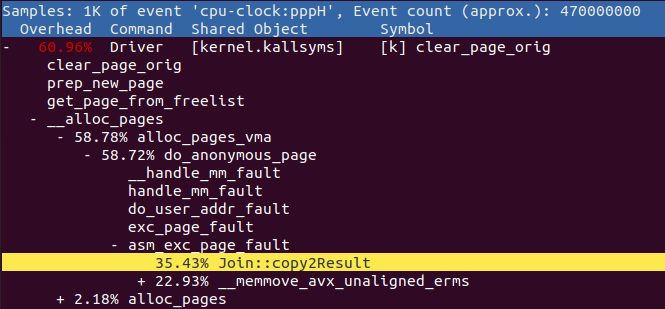 Samples: 1K of event 'cpu-clock:pppH', Event count (approx.): 470000000
Overhead  Command  Shared Object      Symbol
-   60.96%  Driver   [kernel.kallsyms]    [k] clear_page_orig
clear_page_orig
prep_new_page
get_page_from_freelist
- __alloc_pages
- 58.78% alloc_pages_vma
- 58.72% do_anonymous_page
__handle_mm_fault
handle_mm_fault
do_user_addr_fault
exc_page_fault
- asm_exc_page_fault
35.43% Join::copy2Result
+ 22.93% __memmove_avx_unaligned_erms
+ 2.18% alloc_pages